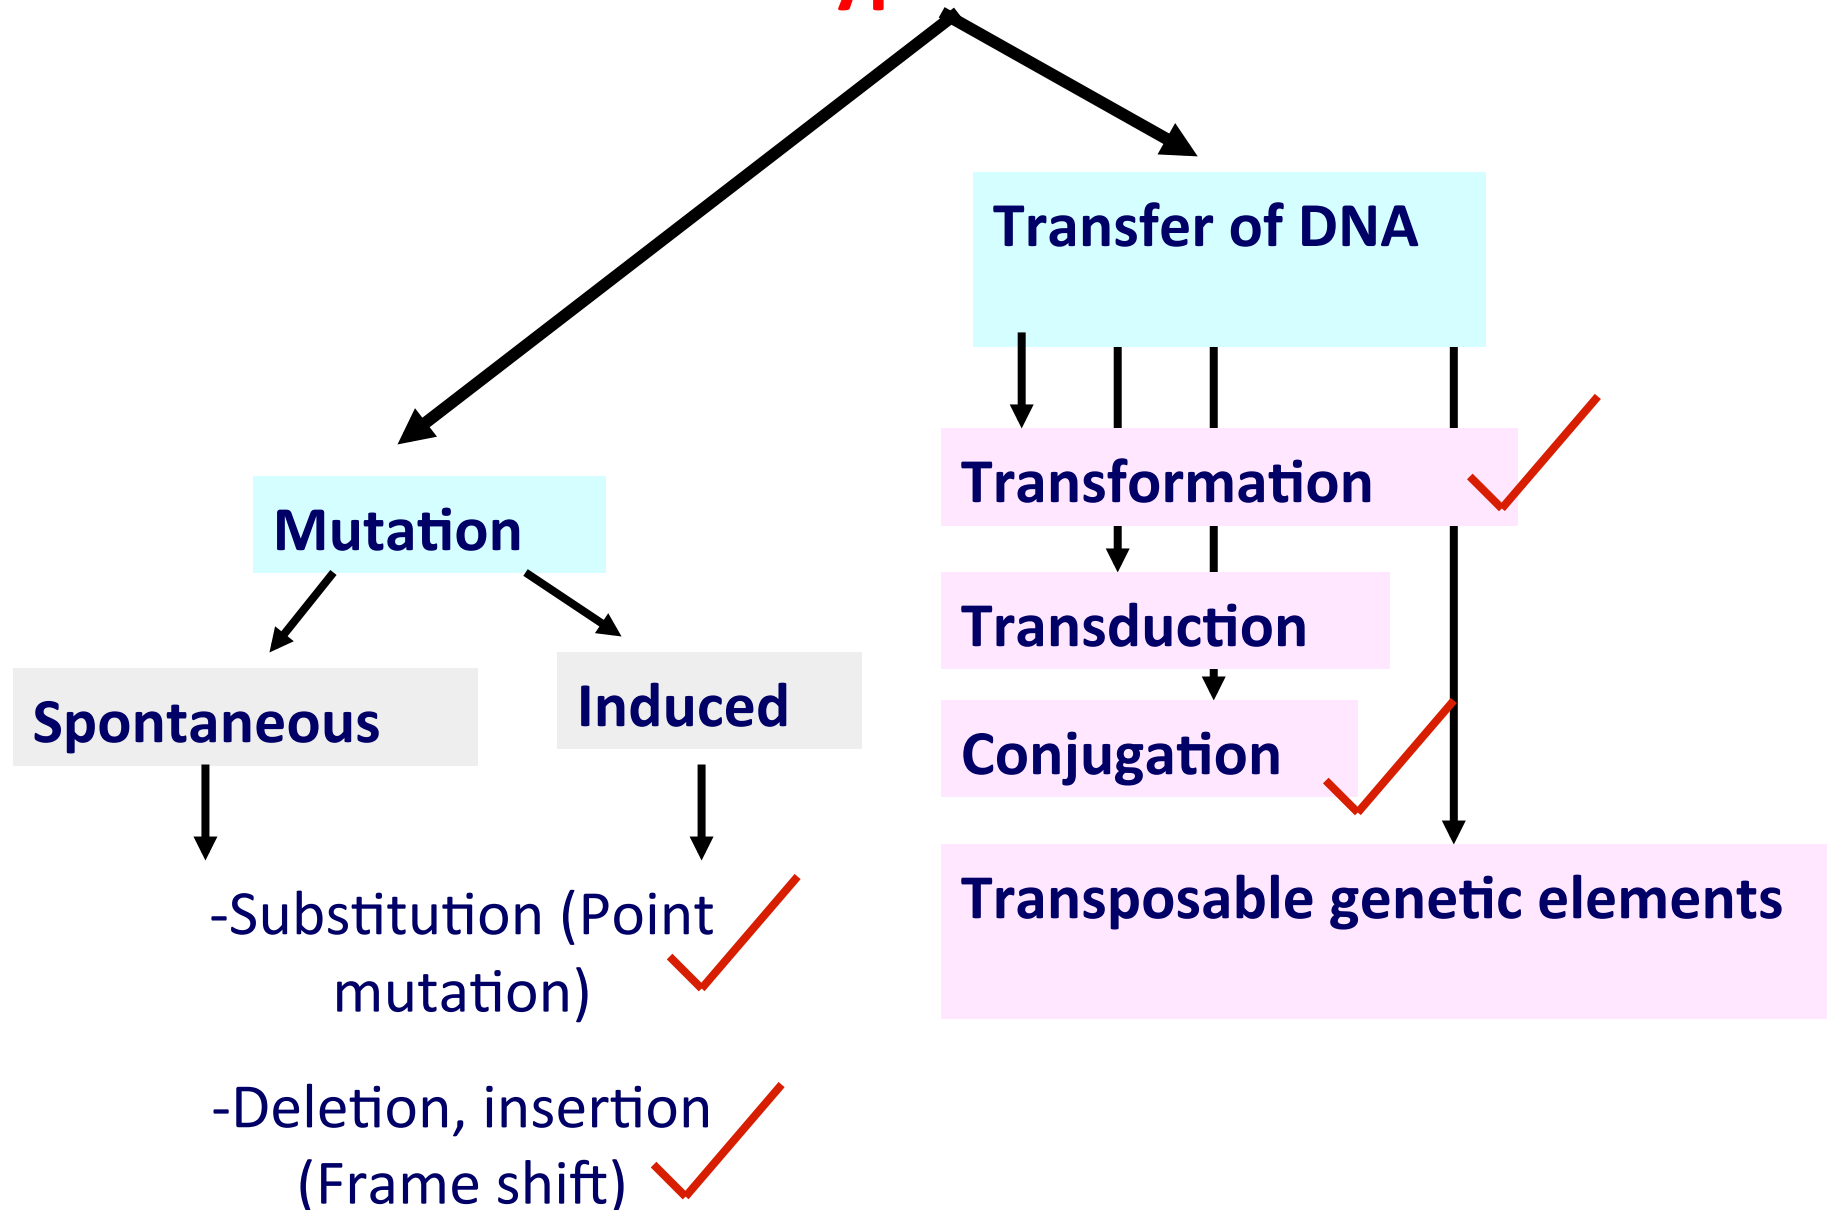 Transfer of DNA
Mutation
Spontaneous
Induced
-Substitution (Point
mutation)
-Deletion, insertion
(Frame shift)
Transformation
Transduction
Conjugation
Transposable genetic elements